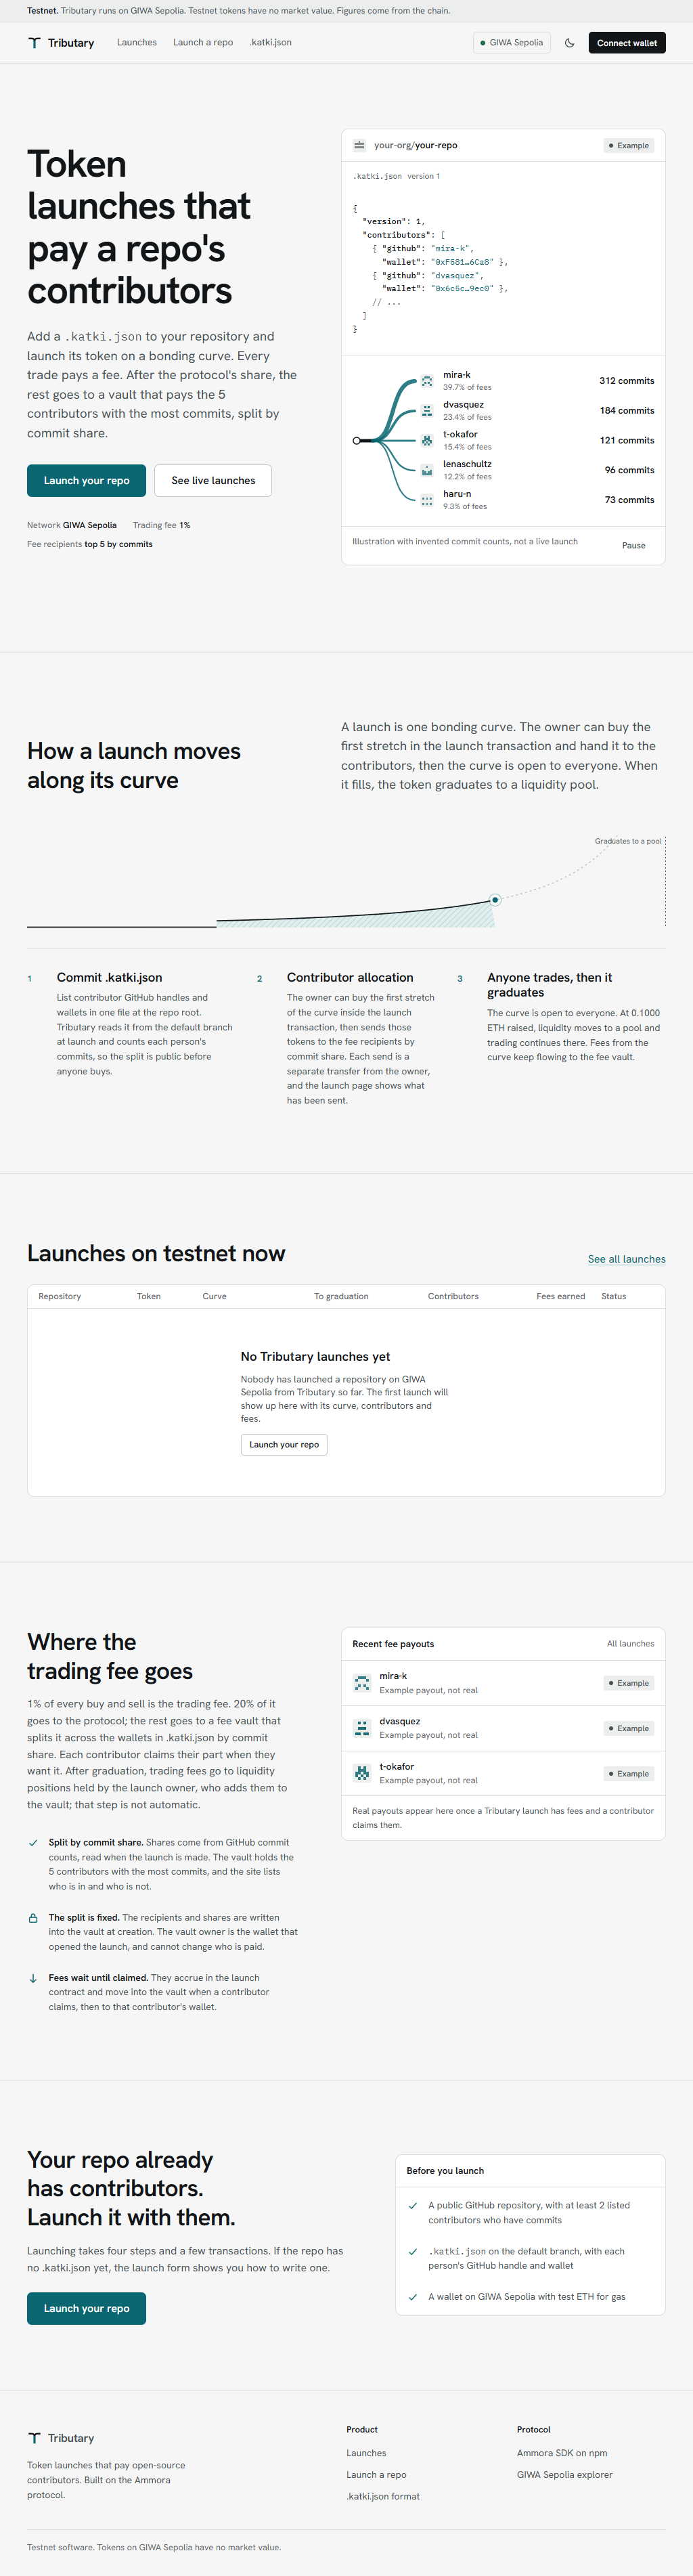 Testnet. Tributary runs on GIWA Sepolia. Testnet tokens have no market value. Figures come from the chain.
Tributary
Launches
Launch a repo
.katki.json
GIWA Sepolia
Connect wallet
Token
launches that
pay a repo's
contributors
Add a .katki.json to your repository and
launch its token on a bonding curve. Every
trade pays a fee. After the protocol's share, the
rest goes to a vault that pays the 5
contributors with the most commits, split by
commit share.
Launch your repo
See live launches
Network GIWA Sepolia
Trading fee 1%
Fee recipients top 5 by commits
your-org/your-repo
Example
.katki.json version 1
{
"version": 1,
"contributors": [
{ "github": "mira-k",
"wallet": "0xF581…6Ca8" },
{ "github": "dvasquez",
"wallet": "0x6c5c…9ec0" },
// ...
]
}
mira-k
39.7% of fees
312 commits
dvasquez
23.4% of fees
184 commits
t-okafor
15.4% of fees
121 commits
lenaschultz
12.2% of fees
96 commits
haru-n
9.3% of fees
73 commits
Illustration with invented commit counts, not a live launch
Pause
How a launch moves
along its curve
A launch is one bonding curve. The owner can buy the
first stretch in the launch transaction and hand it to the
contributors, then the curve is open to everyone. When
it fills, the token graduates to a liquidity pool.
Graduates to a pool
1
Commit .katki.json
List contributor GitHub handles and
wallets in one file at the repo root.
Tributary reads it from the default branch
at launch and counts each person's
commits, so the split is public before
anyone buys.
2
Contributor allocation
The owner can buy the first stretch
of the curve inside the launch
transaction, then sends those
tokens to the fee recipients by
commit share. Each send is a
separate transfer from the owner,
and the launch page shows what
has been sent.
3
Anyone trades, then it
graduates
The curve is open to everyone. At 0.1000
ETH raised, liquidity moves to a pool and
trading continues there. Fees from the
curve keep flowing to the fee vault.
Launches on testnet now
See all launches
Repository
Token
Curve
To graduation
Contributors
Fees earned
Status
No Tributary launches yet
Nobody has launched a repository on GIWA
Sepolia from Tributary so far. The first launch will
show up here with its curve, contributors and
fees.
Launch your repo
Where the
trading fee goes
1% of every buy and sell is the trading fee. 20% of it
goes to the protocol; the rest goes to a fee vault that
splits it across the wallets in .katki.json by commit
share. Each contributor claims their part when they
want it. After graduation, trading fees go to liquidity
positions held by the launch owner, who adds them to
the vault; that step is not automatic.
Split by commit share. Shares come from GitHub commit
counts, read when the launch is made. The vault holds the
5 contributors with the most commits, and the site lists
who is in and who is not.
The split is fixed. The recipients and shares are written
into the vault at creation. The vault owner is the wallet that
opened the launch, and cannot change who is paid.
Fees wait until claimed. They accrue in the launch
contract and move into the vault when a contributor
claims, then to that contributor's wallet.
Recent fee payouts
All launches
mira-k
Example payout, not real
Example
dvasquez
Example payout, not real
Example
t-okafor
Example payout, not real
Example
Real payouts appear here once a Tributary launch has fees and a contributor
claims them.
Your repo already
has contributors.
Launch it with them.
Launching takes four steps and a few transactions. If the repo has
no .katki.json yet, the launch form shows you how to write one.
Launch your repo
Before you launch
A public GitHub repository, with at least 2 listed
contributors who have commits
.katki.json on the default branch, with each
person's GitHub handle and wallet
A wallet on GIWA Sepolia with test ETH for gas
Tributary
Token launches that pay open-source
contributors. Built on the Ammora
protocol.
Product
Launches
Launch a repo
.katki.json format
Protocol
Ammora SDK on npm
GIWA Sepolia explorer
Testnet software. Tokens on GIWA Sepolia have no market value.